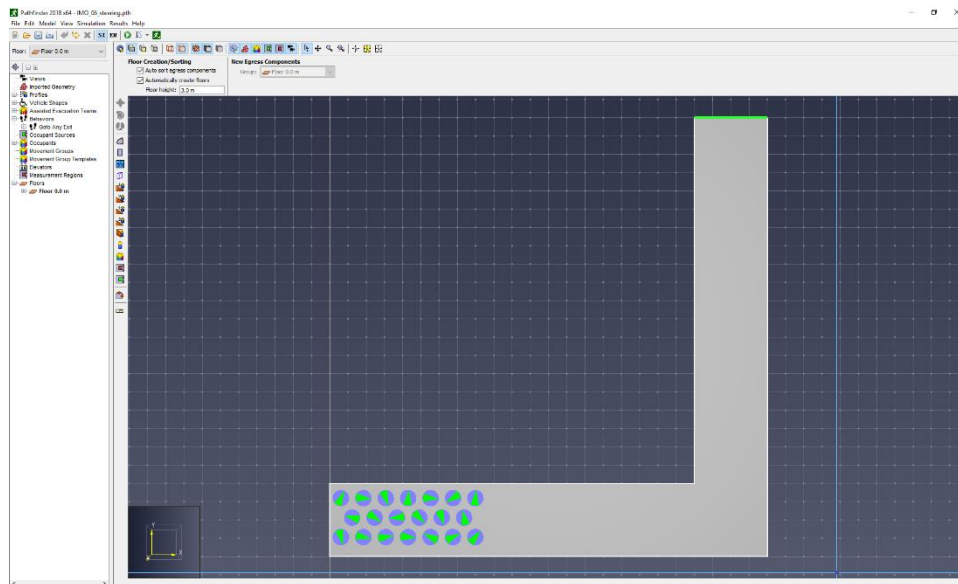 Pathfinder 2018 x64 - IMO_06_steering.pth
File Edit Model View Simulation Results Help
Floor: Floor 0.0 m
Floor Creation/Sorting
New Egress Components
Auto sort egress components
Group: Floor 0.0 m
Automatically create floors
Floor height: 3.0 m
Views
Imported Geometry
Profiles
Vehicle Shapes
Assisted Evacuation Teams
Behaviors
Goto Any Exit
Occupant Sources
Occupants
Movement Groups
Movement Group Templates
Elevators
Measurement Regions
Floors
Floor 0.0 m
Y
X